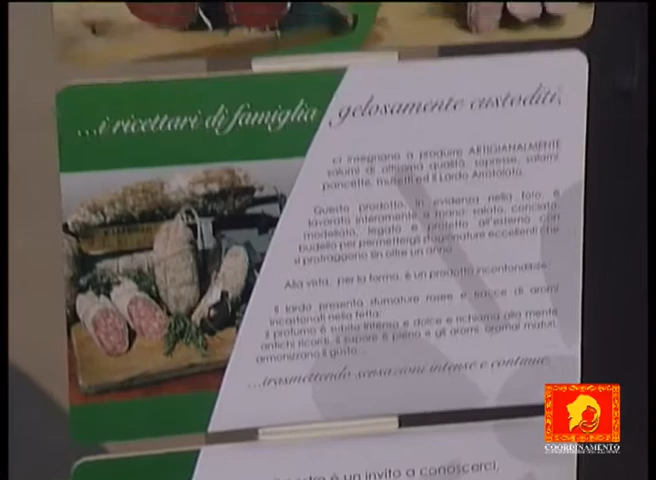 ...i ricettari di famiglia gelosamente custoditi,
ci insegnano a produrre ARTIGIANALMENTE
salumi di altissima qualità, sopresse, salami
pancette, musetti ed il Lardo Arrotolato.
Questo prodotto, in evidenza nella foto, è
lavorato interamente a mano: salato, conciato,
modellato, legato e protetto all'esterno con
budello per permettergli stagionature eccellenti che
si protraggono sin oltre un anno.
Alla vista, per la forma, è un prodotto inconfondibile.
Il lardo presenta sfumature rosee e tracce di aromi
incastonati nella fetta:
il profumo è subito intenso e dolce e richiama alla mente
antichi ricordi, il sapore è pieno e gli aromi, oramai maturi,
armonizzano il gusto...
...trasmettendo sensazioni intense e continue.
è un invito a conoscerci,
COORDINAMENTO